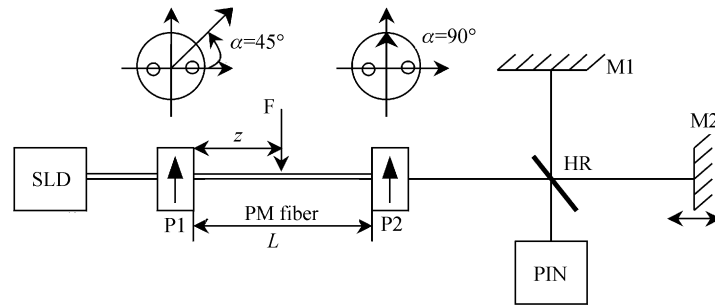 α=45°
α=90°
M1
F
M2
z
HR
SLD
P1
PM fiber
L
P2
PIN